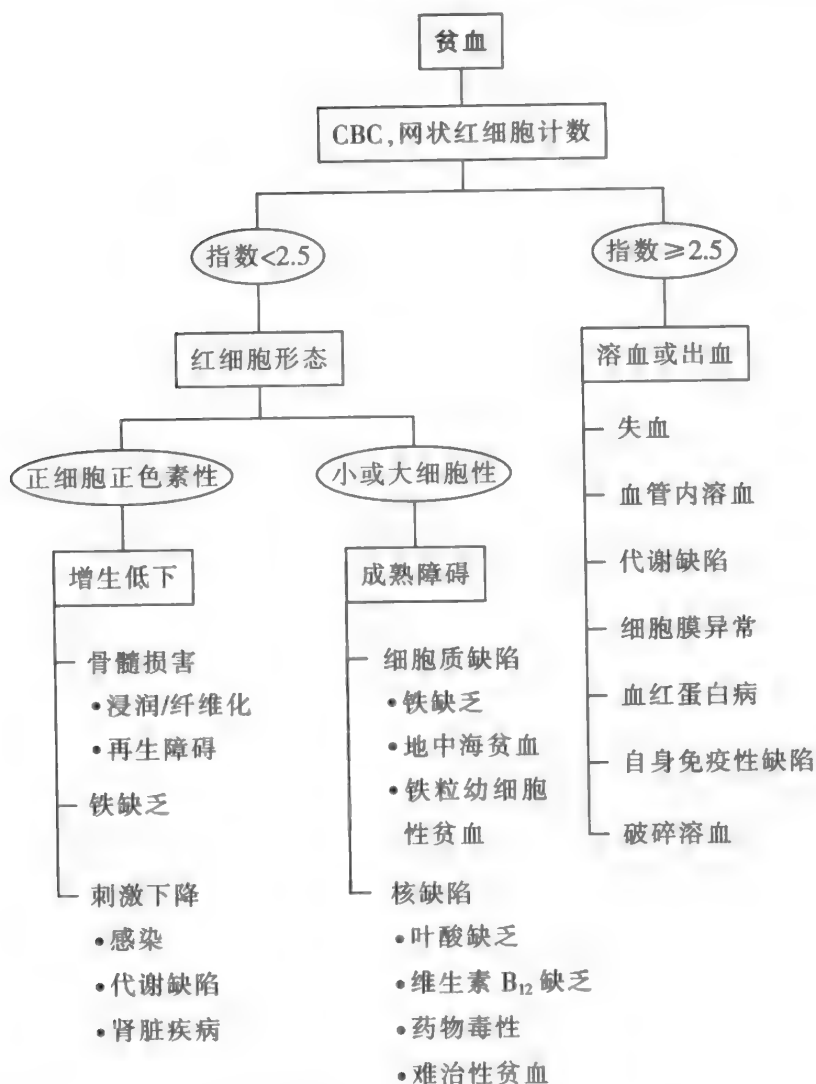 贫血
CBC,网状红细胞计数
指数<2.5
指数≥2.5
红细胞形态
溶血或出血
正细胞正色素性
小或大细胞性
增生低下
成熟障碍
骨髓损害
•浸润/纤维化
•再生障碍
铁缺乏
刺激下降
•感染
•代谢缺陷
•肾脏疾病
细胞质缺陷
•铁缺乏
•地中海贫血
•铁粒幼细胞
性贫血
核缺陷
•叶酸缺乏
•维生素 B₁₂ 缺乏
•药物毒性
•难治性贫血
失血
血管内溶血
代谢缺陷
细胞膜异常
血红蛋白病
自身免疫性缺陷
破碎溶血